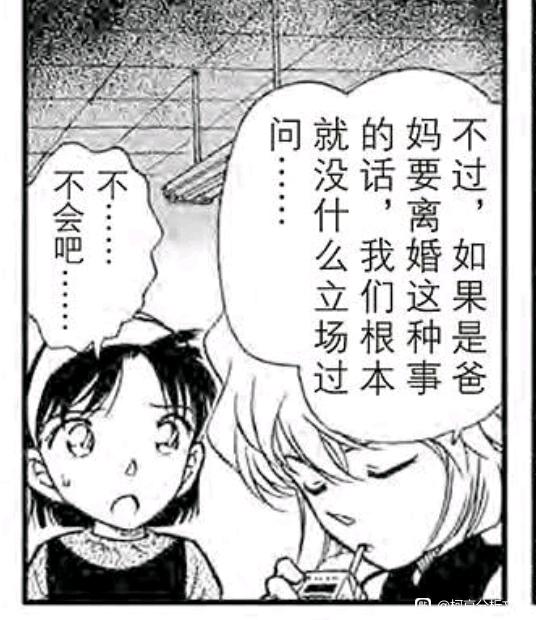 不过，如果是爸
妈要离婚这种事
的话，我们根本
就没什么立场过
问……
不……
不会吧……